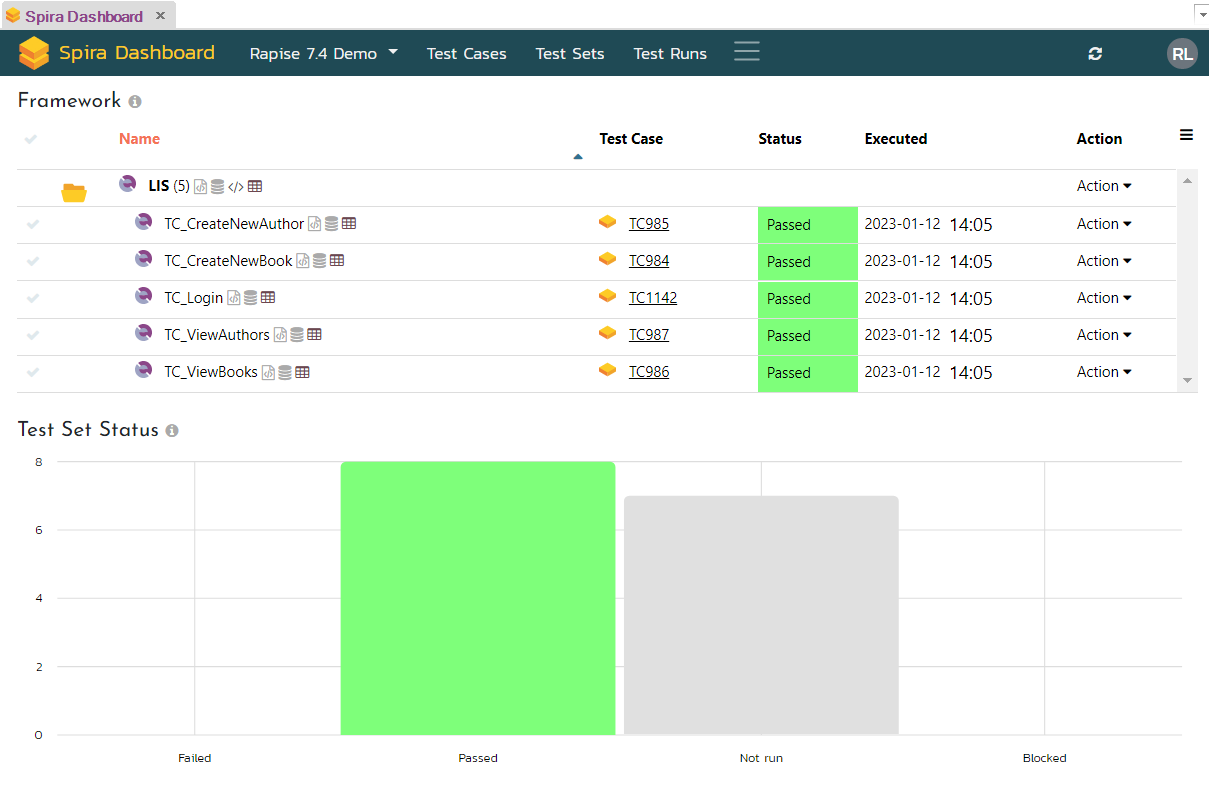 Spira Dashboard ×
Spira Dashboard Rapise 7.4 Demo Test Cases Test Sets Test Runs RL
Framework
Name Test Case Status Executed Action
LIS (5) Action
TC_CreateNewAuthor TC985 Passed 2023-01-12 14:05 Action
TC_CreateNewBook TC984 Passed 2023-01-12 14:05 Action
TC_Login TC1142 Passed 2023-01-12 14:05 Action
TC_ViewAuthors TC987 Passed 2023-01-12 14:05 Action
TC_ViewBooks TC986 Passed 2023-01-12 14:05 Action
Test Set Status
8
6
4
2
0
Failed Passed Not run Blocked